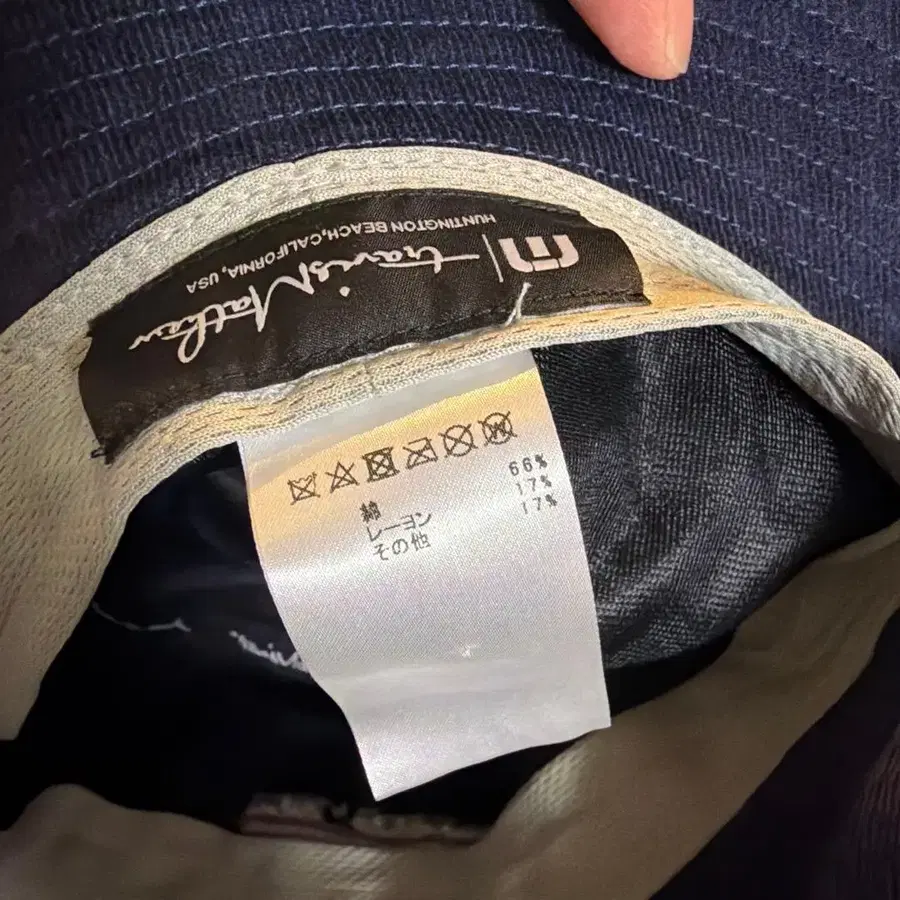 travisMathew
HUNTINGTON BEACH, CALIFORNIA, USA
綿 66%
レーヨン 17%
その他 17%